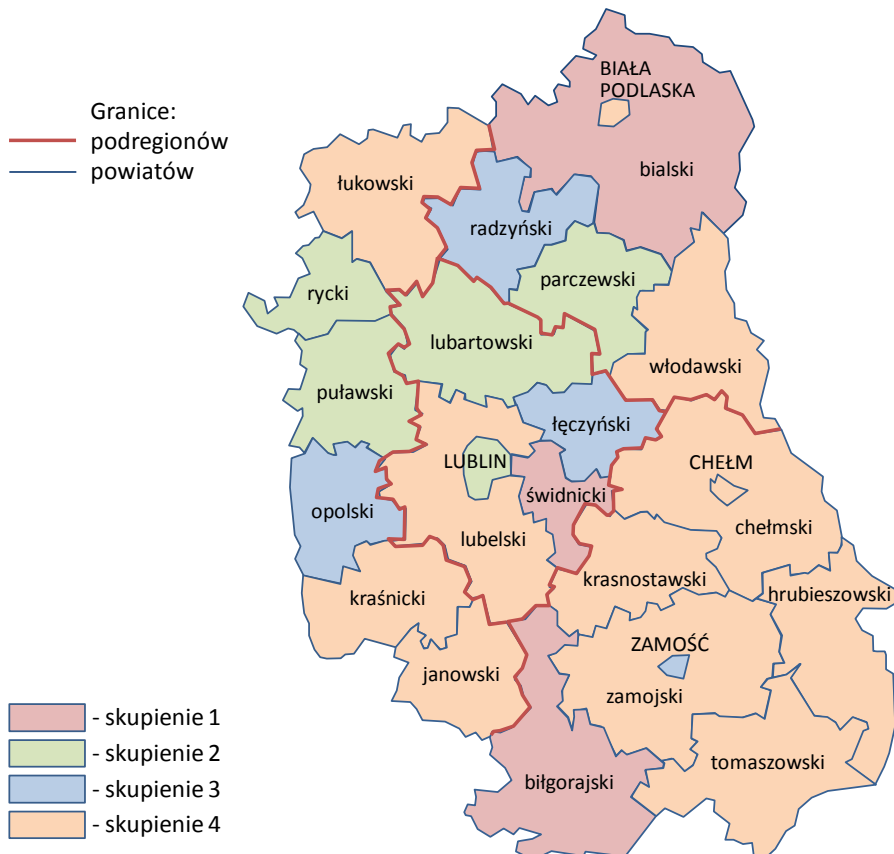 Granice:
podregionów
powiatów
BIAŁA
PODLASKA
bialski
łukowski
radzyński
parczewski
rycki
lubartowski
włodawski
puławski
łęczyński
LUBLIN
CHEŁM
świdnicki
opolski
chełmski
lubelski
krasnostawski
hrubieszowski
kraśnicki
ZAMOŚĆ
janowski
zamojski
tomaszowski
biłgorajski
- skupienie 1
- skupienie 2
- skupienie 3
- skupienie 4